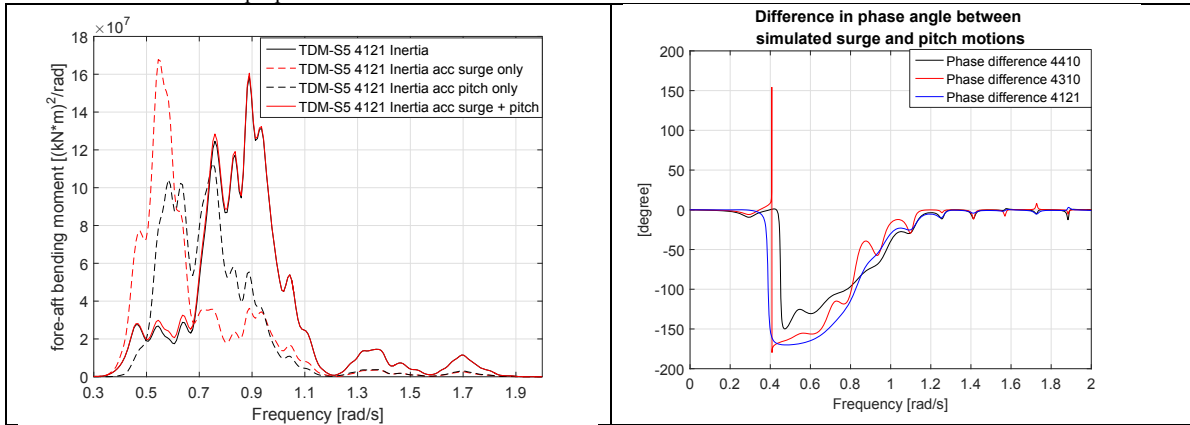 ×10⁷
18
16
14
12
10
8
6
4
2
0
fore-aft bending moment [(kN*m)²/rad]
TDM-S5 4121 Inertia
TDM-S5 4121 Inertia acc surge only
TDM-S5 4121 Inertia acc pitch only
TDM-S5 4121 Inertia acc surge + pitch
0.3 0.5 0.7 0.9 1.1 1.3 1.5 1.7 1.9
Frequency [rad/s]
Difference in phase angle between
simulated surge and pitch motions
200
150
100
50
0
-50
-100
-150
-200
[degree]
Phase difference 4410
Phase difference 4310
Phase difference 4121
0 0.2 0.4 0.6 0.8 1 1.2 1.4 1.6 1.8 2
Frequency [rad/s]